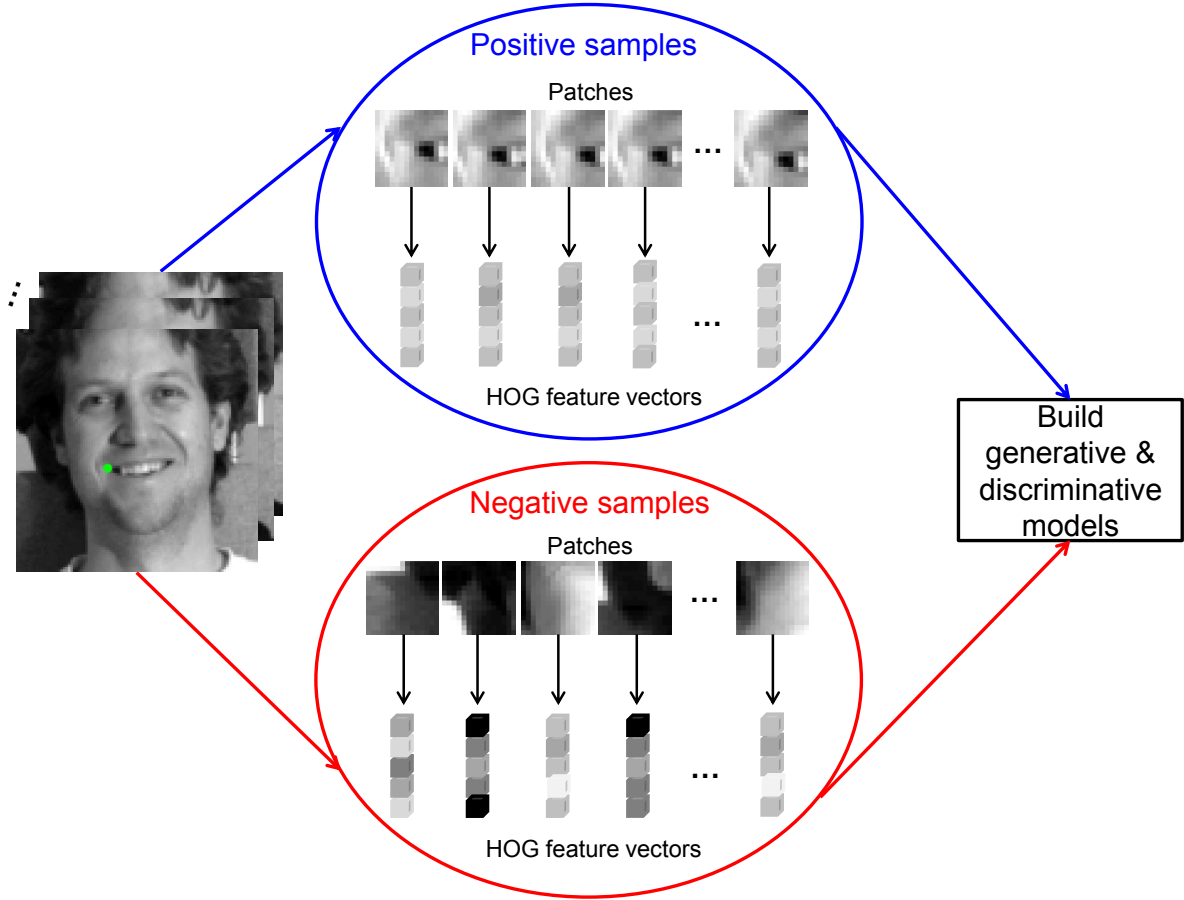 Positive samples
Patches
...
...
HOG feature vectors
...
Build
generative &
discriminative
models
Negative samples
Patches
...
...
HOG feature vectors